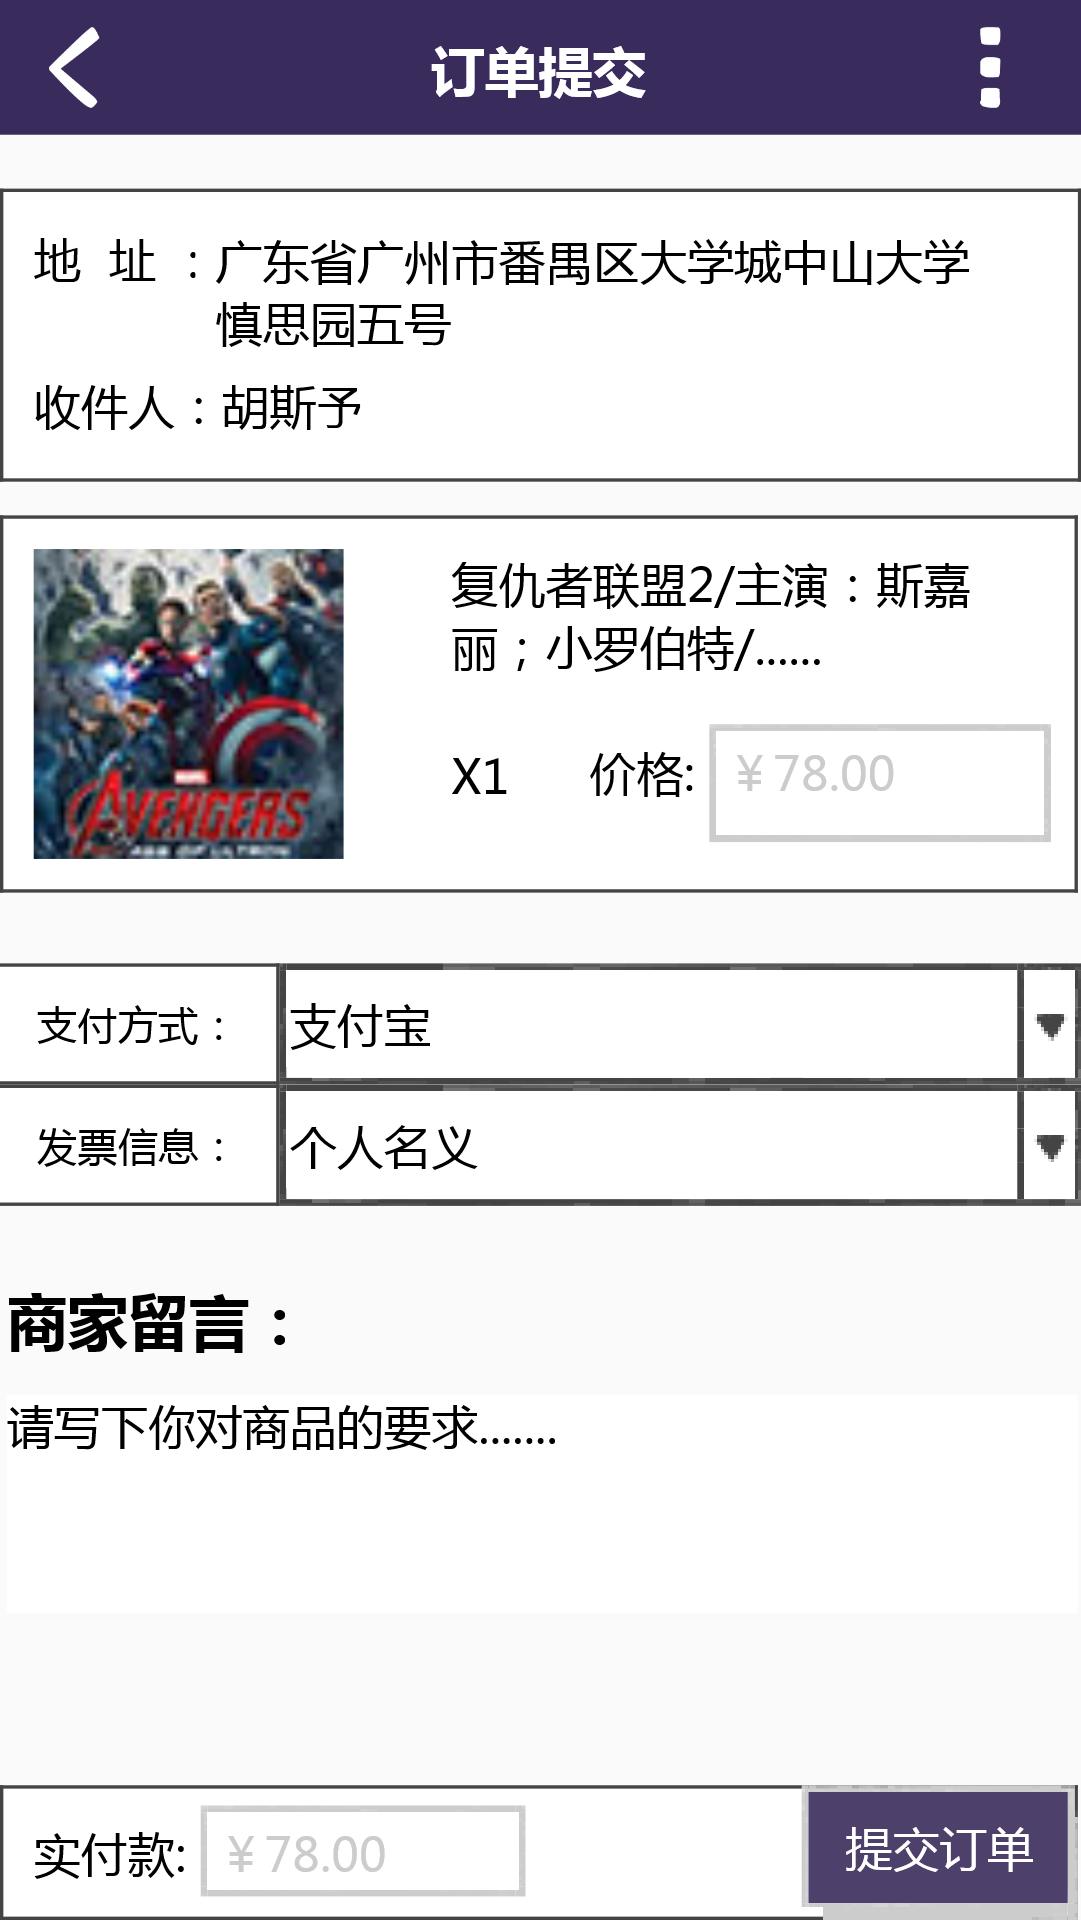 订单提交
地 址 ：广东省广州市番禺区大学城中山大学
慎思园五号
收件人：胡斯予
复仇者联盟2/主演：斯嘉
丽；小罗伯特/......
X1 价格: ¥ 78.00
MARVEL
AVENGERS
AGE OF ULTRON
支付方式： 支付宝
发票信息： 个人名义
商家留言：
请写下你对商品的要求.......
实付款: ¥ 78.00 提交订单